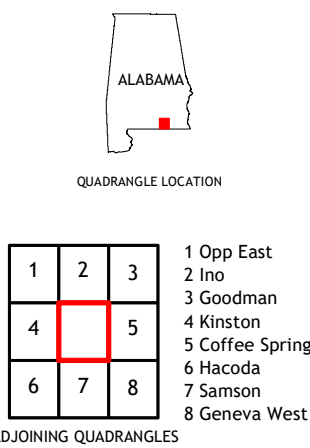 ALABAMA
QUADRANGLE LOCATION
1 2 3
4 5
6 7 8
1 Opp East
2 Ino
3 Goodman
4 Kinston
5 Coffee Spring
6 Hacoda
7 Samson
8 Geneva West
ADJOINING QUADRANGLES